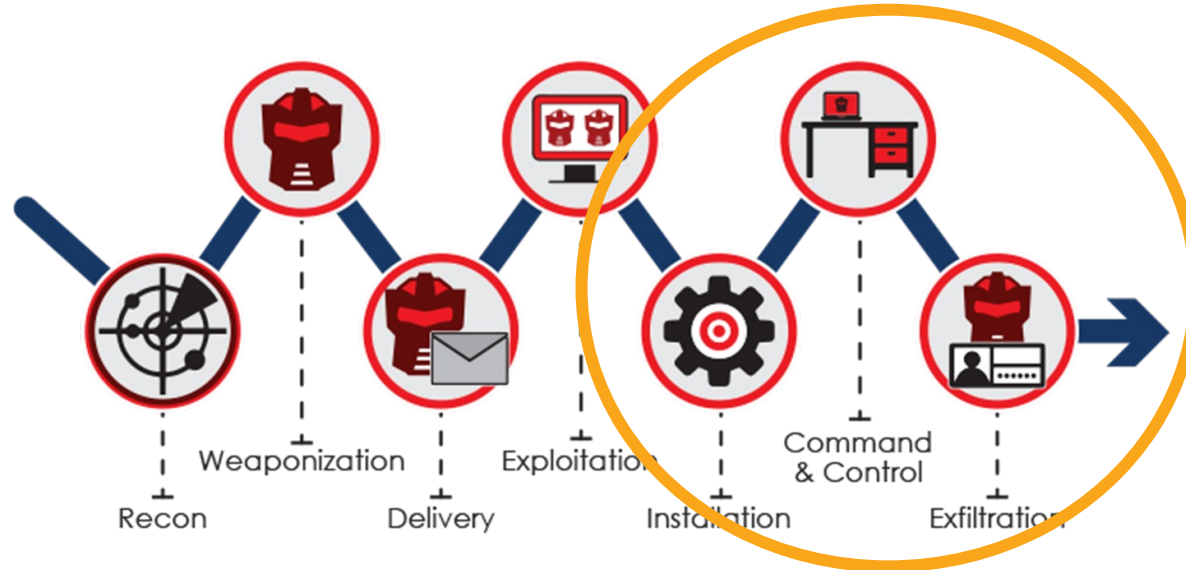 Recon
Weaponization
Delivery
Exploitation
Installation
Command
& Control
Exfiltration